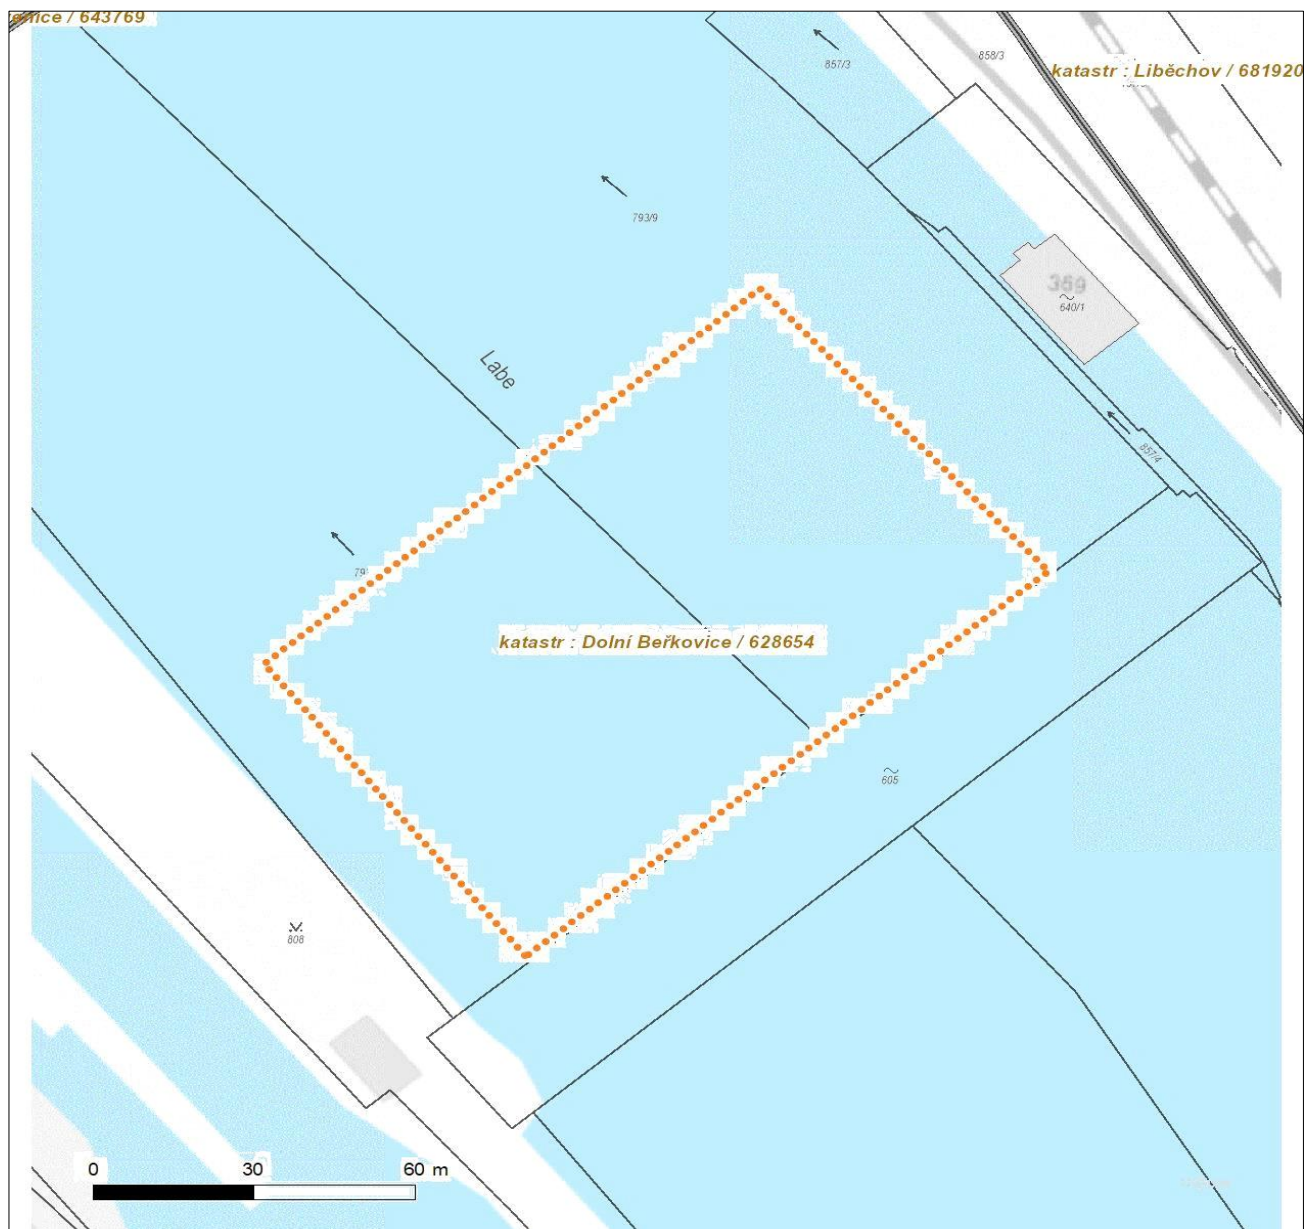 / 643769
858/3
857/3
katastr : Liběchov / 681920
793/9
359
640/1
Labe
857/4
katastr : Dolní Beřkovice / 628654
605
808
0 30 60 m